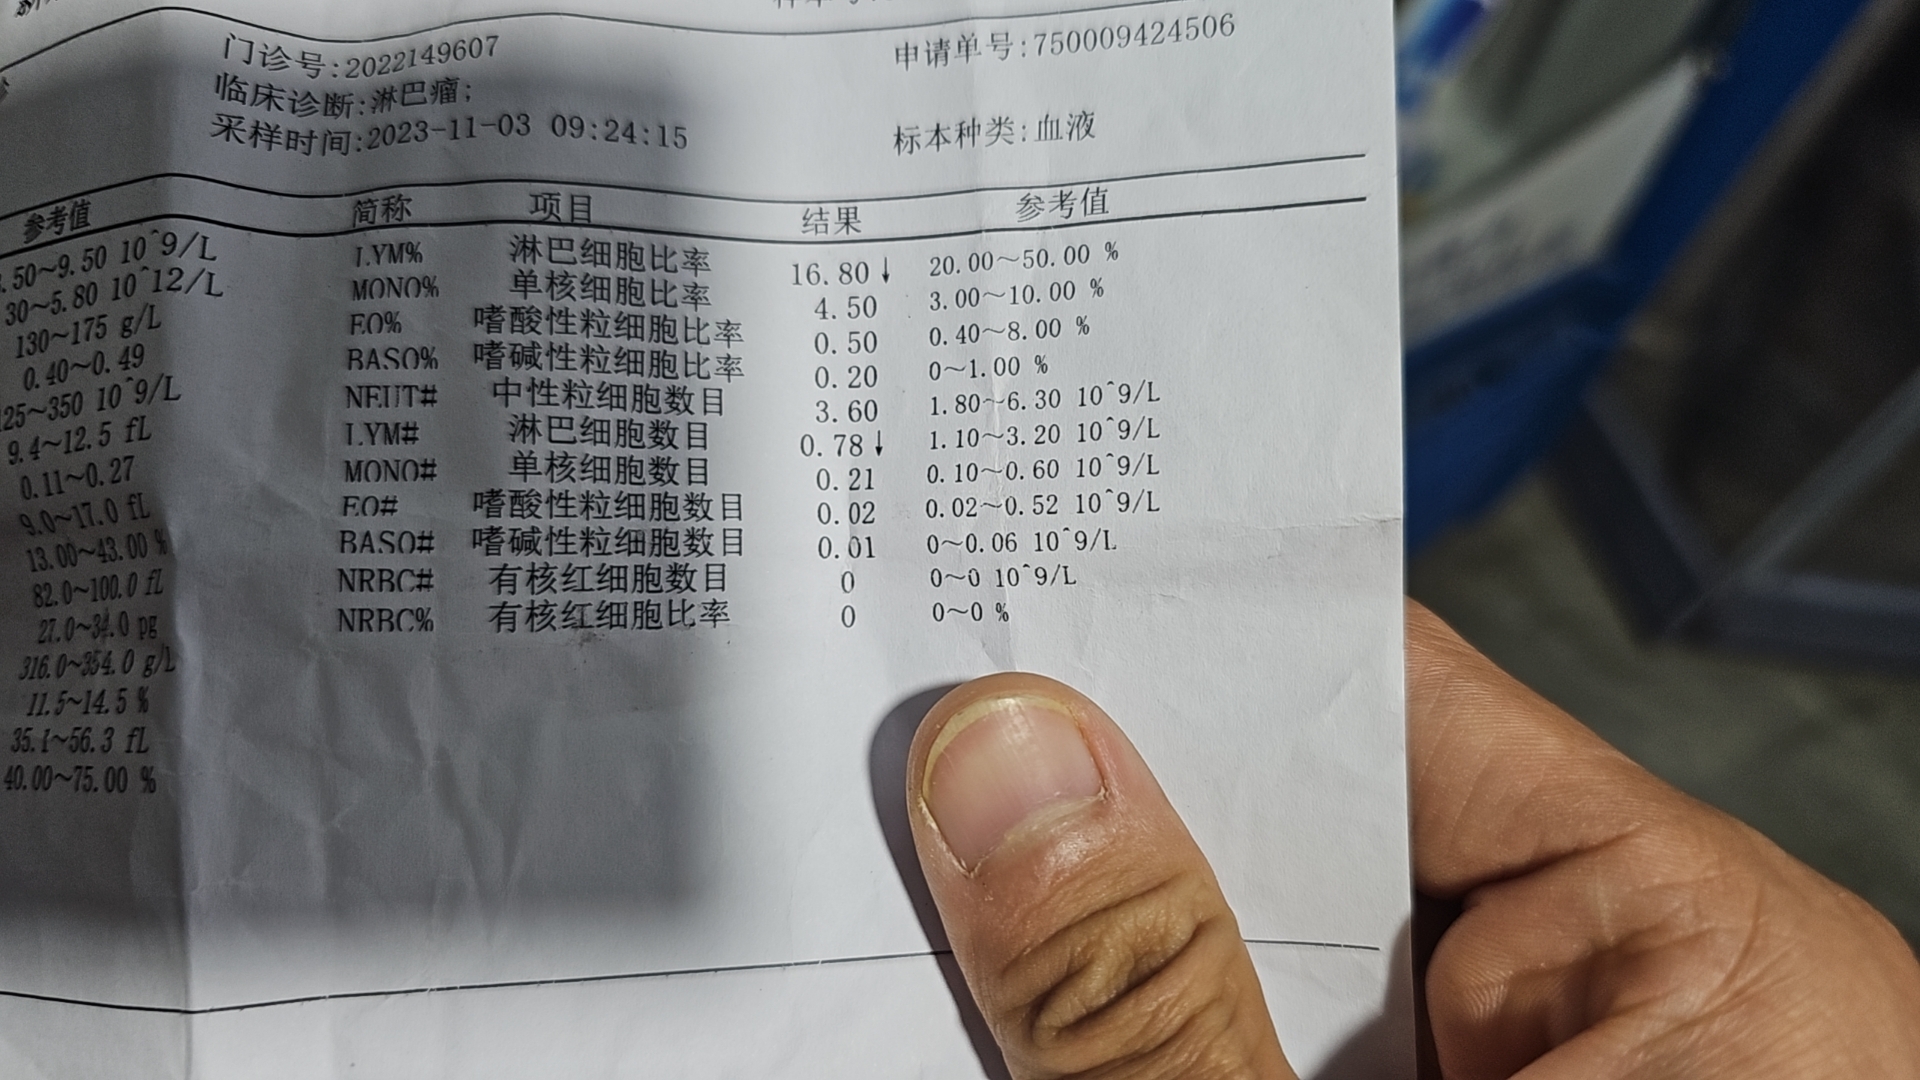 门诊号:2022149607 申请单号:750009424506
临床诊断:淋巴瘤;
采样时间:2023-11-03 09:24:15 标本种类:血液
参考值 简称 项目 结果 参考值
.50~9.50 10^9/L LYM% 淋巴细胞比率 16.80↓ 20.00~50.00 %
30~5.80 10^12/L MONO% 单核细胞比率 4.50 3.00~10.00 %
130~175 g/L EO% 嗜酸性粒细胞比率 0.50 0.40~8.00 %
0.40~0.49 BASO% 嗜碱性粒细胞比率 0.20 0~1.00 %
125~350 10^9/L NEUT# 中性粒细胞数目 3.60 1.80~6.30 10^9/L
9.4~12.5 fL LYM# 淋巴细胞数目 0.78↓ 1.10~3.20 10^9/L
0.11~0.27 MONO# 单核细胞数目 0.21 0.10~0.60 10^9/L
9.0~17.0 fL EO# 嗜酸性粒细胞数目 0.02 0.02~0.52 10^9/L
13.00~43.00 % BASO# 嗜碱性粒细胞数目 0.01 0~0.06 10^9/L
82.0~100.0 fL NRBC# 有核红细胞数目 0 0~0 10^9/L
27.0~34.0 pg NRBC% 有核红细胞比率 0 0~0 %
316.0~354.0 g/L
11.5~14.5 %
35.1~56.3 fL
40.00~75.00 %